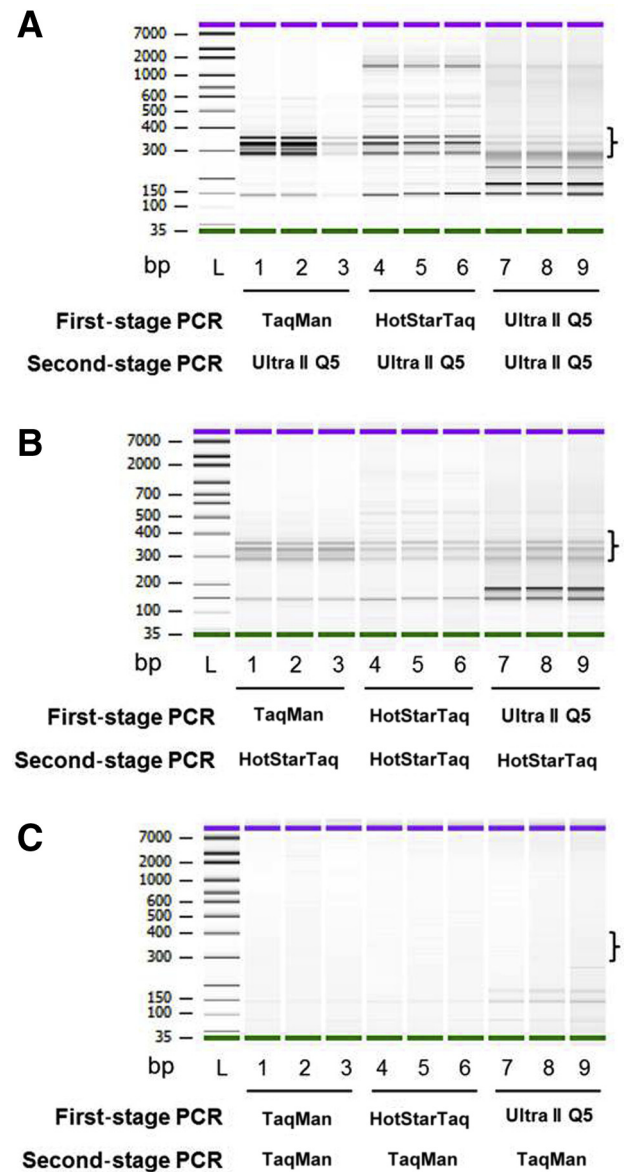 A
7000
2000
1000
600
500
400
300
150
100
35
bp L 1 2 3 4 5 6 7 8 9
First-stage PCR TaqMan HotStarTaq Ultra II Q5
Second-stage PCR Ultra II Q5 Ultra II Q5 Ultra II Q5
B
7000
2000
700
500
400
300
200
100
35
bp L 1 2 3 4 5 6 7 8 9
First-stage PCR TaqMan HotStarTaq Ultra II Q5
Second-stage PCR HotStarTaq HotStarTaq HotStarTaq
C
7000
2000
1000
600
500
400
300
150
100
35
bp L 1 2 3 4 5 6 7 8 9
First-stage PCR TaqMan HotStarTaq Ultra II Q5
Second-stage PCR TaqMan TaqMan TaqMan